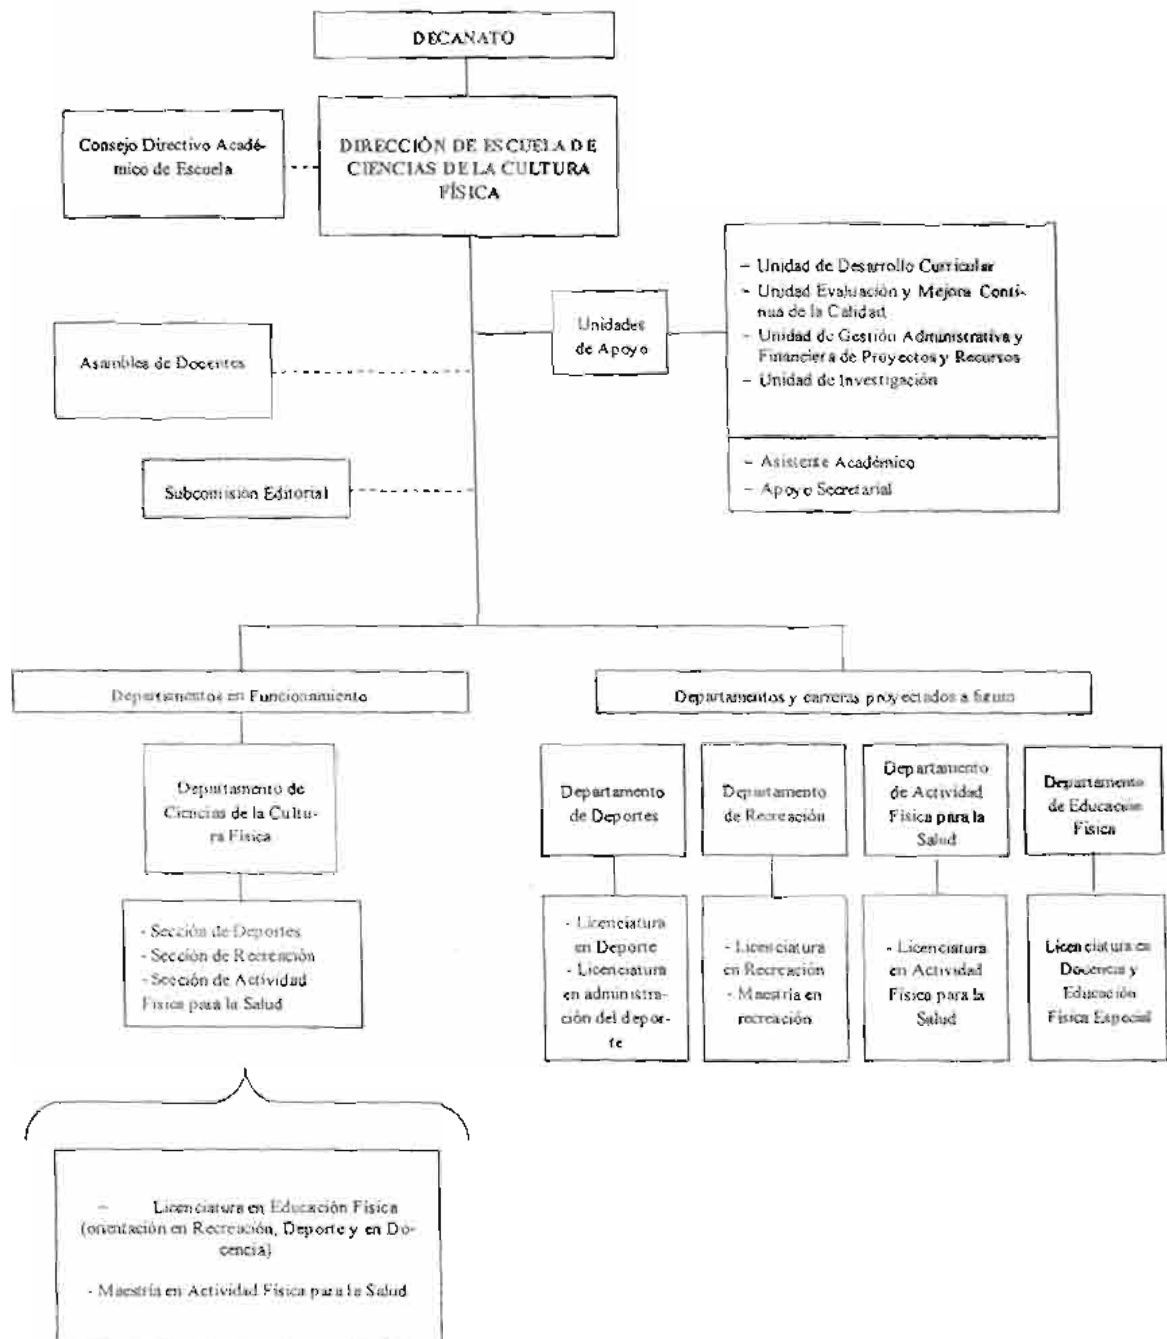 DECANATO
Consejo Directivo Acadé-
mico de Escuela
DIRECCIÓN DE ESCUELA DE
CIENCIAS DE LA CULTURA
FÍSICA
Unidades
de Apoyo
– Unidad de Desarrollo Curricular
– Unidad Evaluación y Mejora Contí-
nua de la Calidad
– Unidad de Gestión Administrativa y
Financiera de Proyectos y Recursos
– Unidad de Investigación
– Asistente Académico
– Apoyo Secretarial
Asamblea de Docentes
Subcomisión Editorial
Departamentos en Funcionamiento
Departamento de
Ciencias de la Cultu-
ra Física
- Sección de Deportes
- Sección de Recreación
- Sección de Actividad
Física para la Salud
– Licenciatura en Educación Física
(orientación en Recreación, Deporte y en Do-
cencia)
- Maestría en Actividad Física para la Salud
Departamentos y carreras proyectados a futuro
Departamento
de Deportes
- Licenciatura
en Deporte
- Licenciatura
en administra-
ción del depor-
te
Departamento
de Recreación
- Licenciatura
en Recreación
- Maestría en
recreación
Departamento
de Actividad
Física para la
Salud
- Licenciatura
en Actividad
Física para la
Salud
Departamento
de Educación
Física
Licenciatura en
Docencia y
Educación
Física Especial